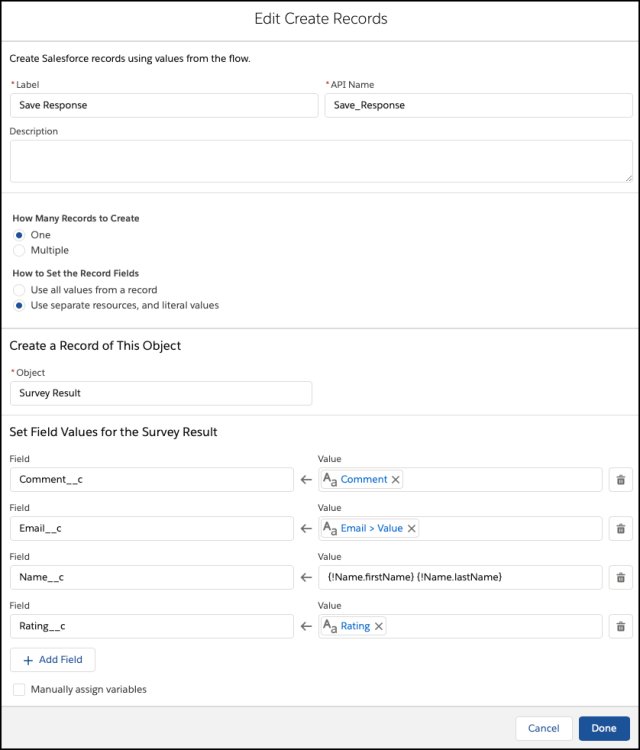 Edit Create Records
Create Salesforce records using values from the flow.
* Label
* API Name
Save Response
Save_Response
Description
How Many Records to Create
One
Multiple
How to Set the Record Fields
Use all values from a record
Use separate resources, and literal values
Create a Record of This Object
* Object
Survey Result
Set Field Values for the Survey Result
Field
Value
Comment__c
Aa Comment
Field
Value
Email__c
Aa Email > Value
Field
Value
Name__c
{!Name.firstName} {!Name.lastName}
Field
Value
Rating__c
Aa Rating
+ Add Field
Manually assign variables
Cancel
Done